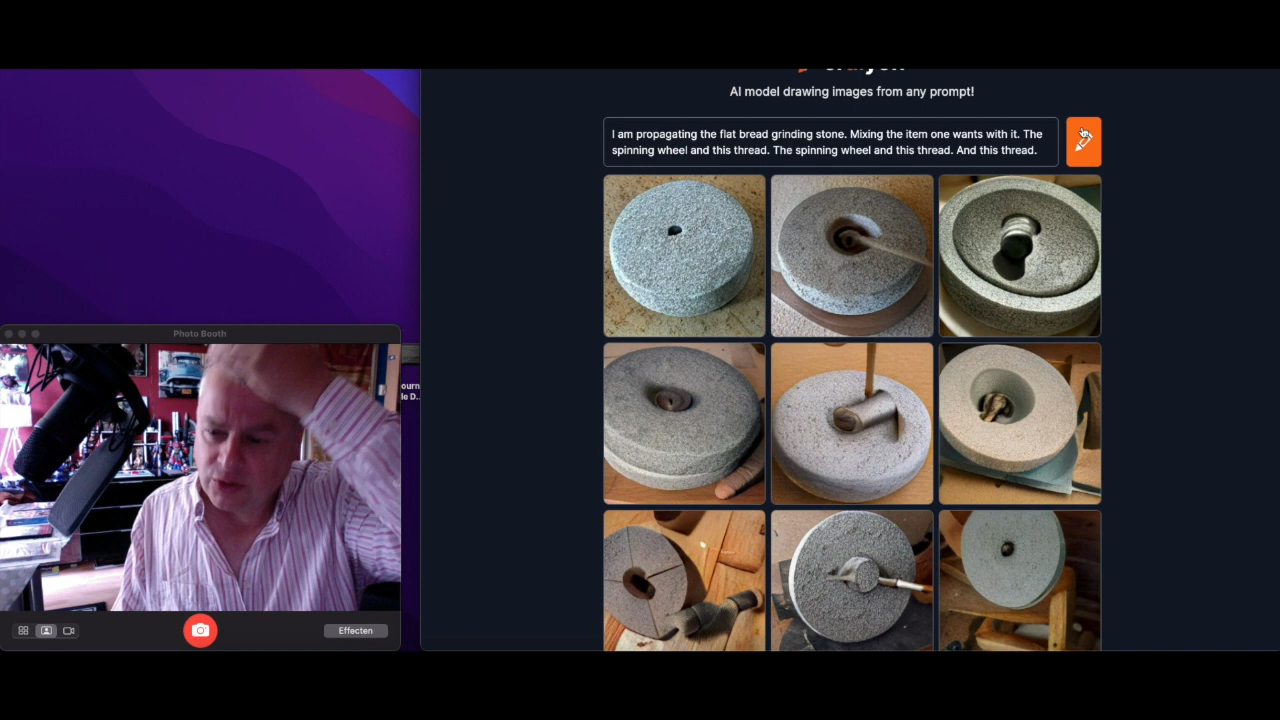 AI model drawing images from any prompt!
I am propagating the flat bread grinding stone. Mixing the item one wants with it. The
spinning wheel and this thread. The spinning wheel and this thread. And this thread.
Photo Booth
Effecten